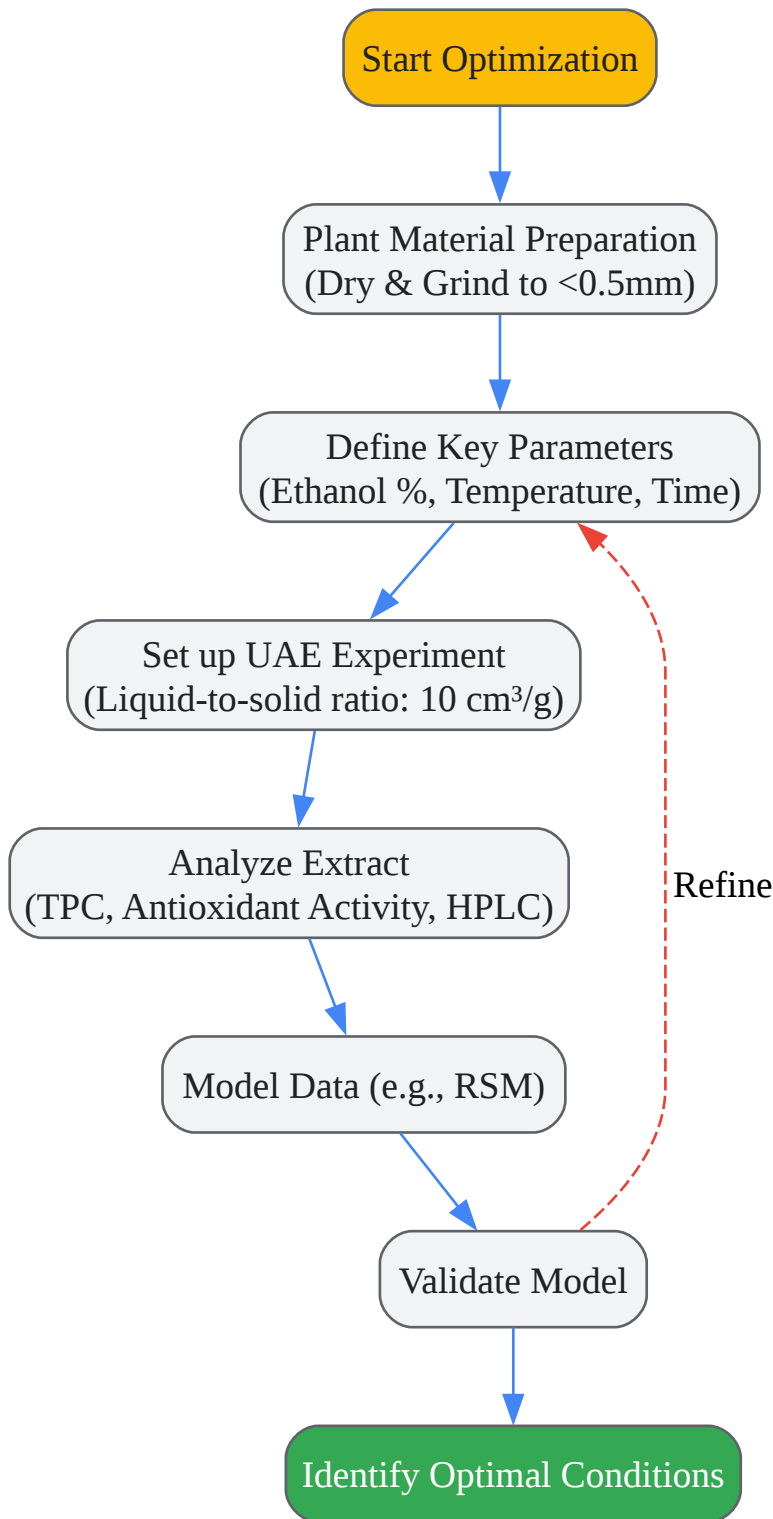 Start Optimization
Plant Material Preparation
(Dry & Grind to <0.5mm)
Define Key Parameters
(Ethanol %, Temperature, Time)
Set up UAE Experiment
(Liquid-to-solid ratio: 10 cm³/g)
Analyze Extract
(TPC, Antioxidant Activity, HPLC)
Refine
Model Data (e.g., RSM)
Validate Model
Identify Optimal Conditions